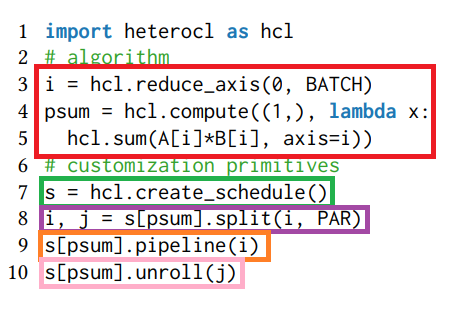 1 import heterocl as hcl
2 # algorithm
3 i = hcl.reduce_axis(0, BATCH)
4 psum = hcl.compute((1,), lambda x:
5 hcl.sum(A[i]*B[i], axis=i))
6 # customization primitives
7 s = hcl.create_schedule()
8 i, j = s[psum].split(i, PAR)
9 s[psum].pipeline(i)
10 s[psum].unroll(j)